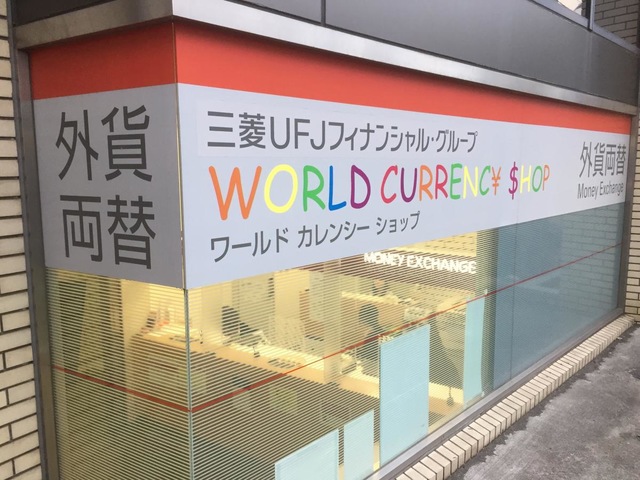 外貨
両替
三菱UFJフィナンシャル・グループ
WORLD CURRENC¥ $HOP
ワールド カレンシー ショップ
外貨両替
Money Exchange
MONEY EXCHANGE